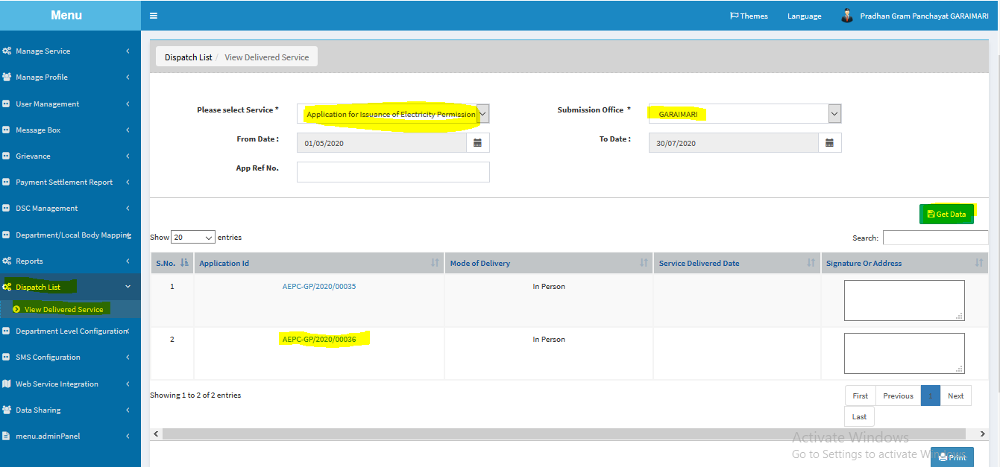 Menu
Themes Language Pradhan Gram Panchayat GARAIMARI
Manage Service
Manage Profile
User Management
Message Box
Grievance
Payment Settlement Report
DSC Management
Department/Local Body Mapping
Reports
Dispatch List
View Delivered Service
Department Level Configuration
SMS Configuration
Web Service Integration
Data Sharing
menu.adminPanel
Dispatch List / View Delivered Service
Please select Service * Application for Issuance of Electricity Permission Submission Office * GARAIMARI
From Date : 01/05/2020 To Date : 30/07/2020
App Ref No.
Get Data
Show 20 entries Search:
S.No. Application Id Mode of Delivery Service Delivered Date Signature Or Address
1 AEPC-GP/2020/00035 In Person
2 AEPC-GP/2020/00036 In Person
Showing 1 to 2 of 2 entries First Previous 1 Next
Last
Activate Windows
Go to Settings to activate Windows.
Print